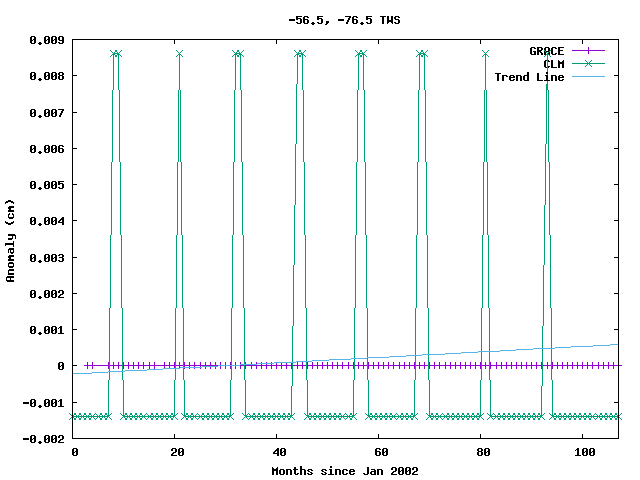 -56.5, -76.5 TWS
GRACE
CLM
Trend Line
0.009
0.008
0.007
0.006
0.005
0.004
0.003
0.002
0.001
0
-0.001
-0.002
Anomaly (cm)
0 20 40 60 80 100
Months since Jan 2002